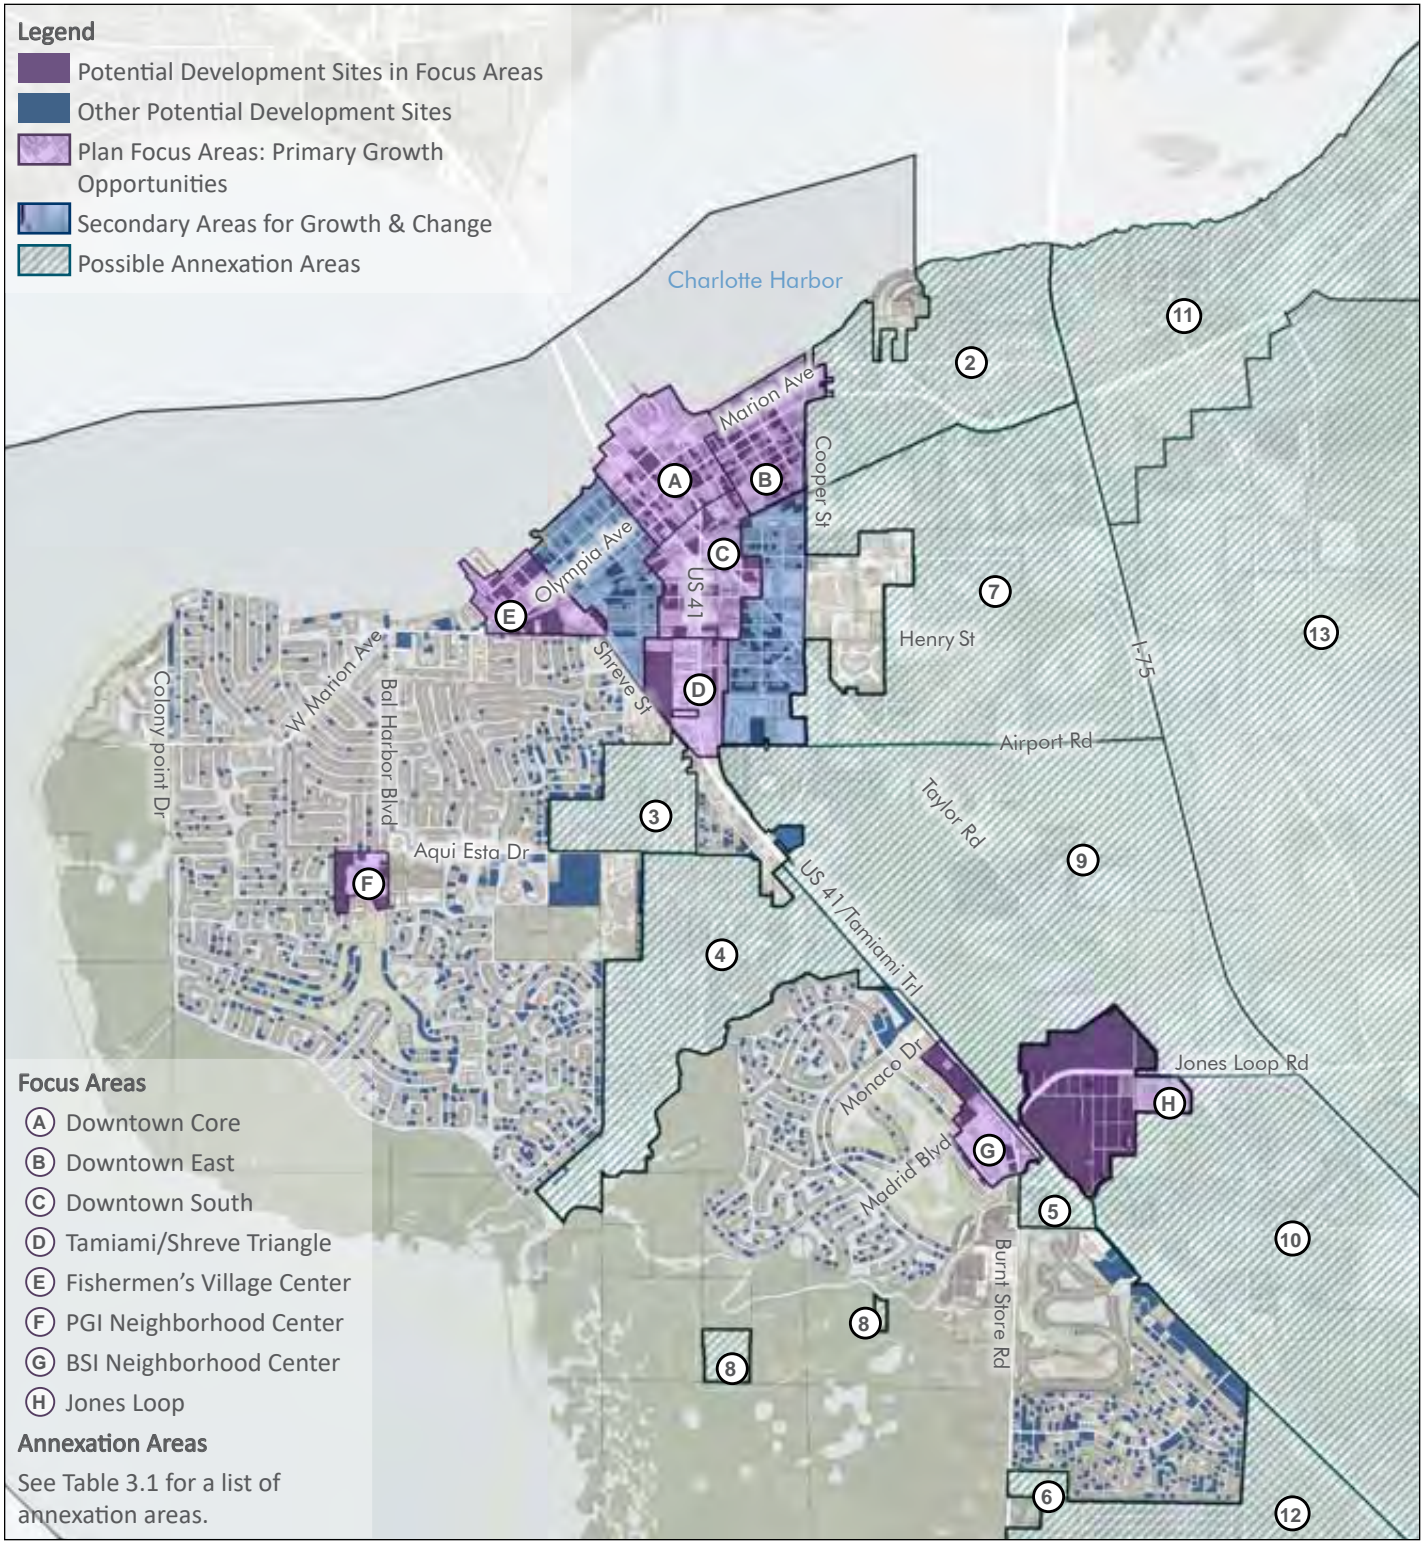 Legend
Potential Development Sites in Focus Areas
Other Potential Development Sites
Plan Focus Areas: Primary Growth
Opportunities
Secondary Areas for Growth & Change
Possible Annexation Areas
Charlotte Harbor
11
2
Marion Ave
A
B
Cooper St
C
Olympia Ave
US 41
7
E
13
Henry St
I-75
W Marion Ave
Shreve St
Colony point Dr
Bal Harbor Blvd
D
Airport Rd
Taylor Rd
3
Aqui Esta Dr
9
F
US 41/Tamiami Trl
4
Monaco Dr
Jones Loop Rd
H
G
Madrid Blvd
5
10
Burnt Store Rd
8
8
6
12
Focus Areas
A Downtown Core
B Downtown East
C Downtown South
D Tamiami/Shreve Triangle
E Fishermen's Village Center
F PGI Neighborhood Center
G BSI Neighborhood Center
H Jones Loop
Annexation Areas
See Table 3.1 for a list of
annexation areas.